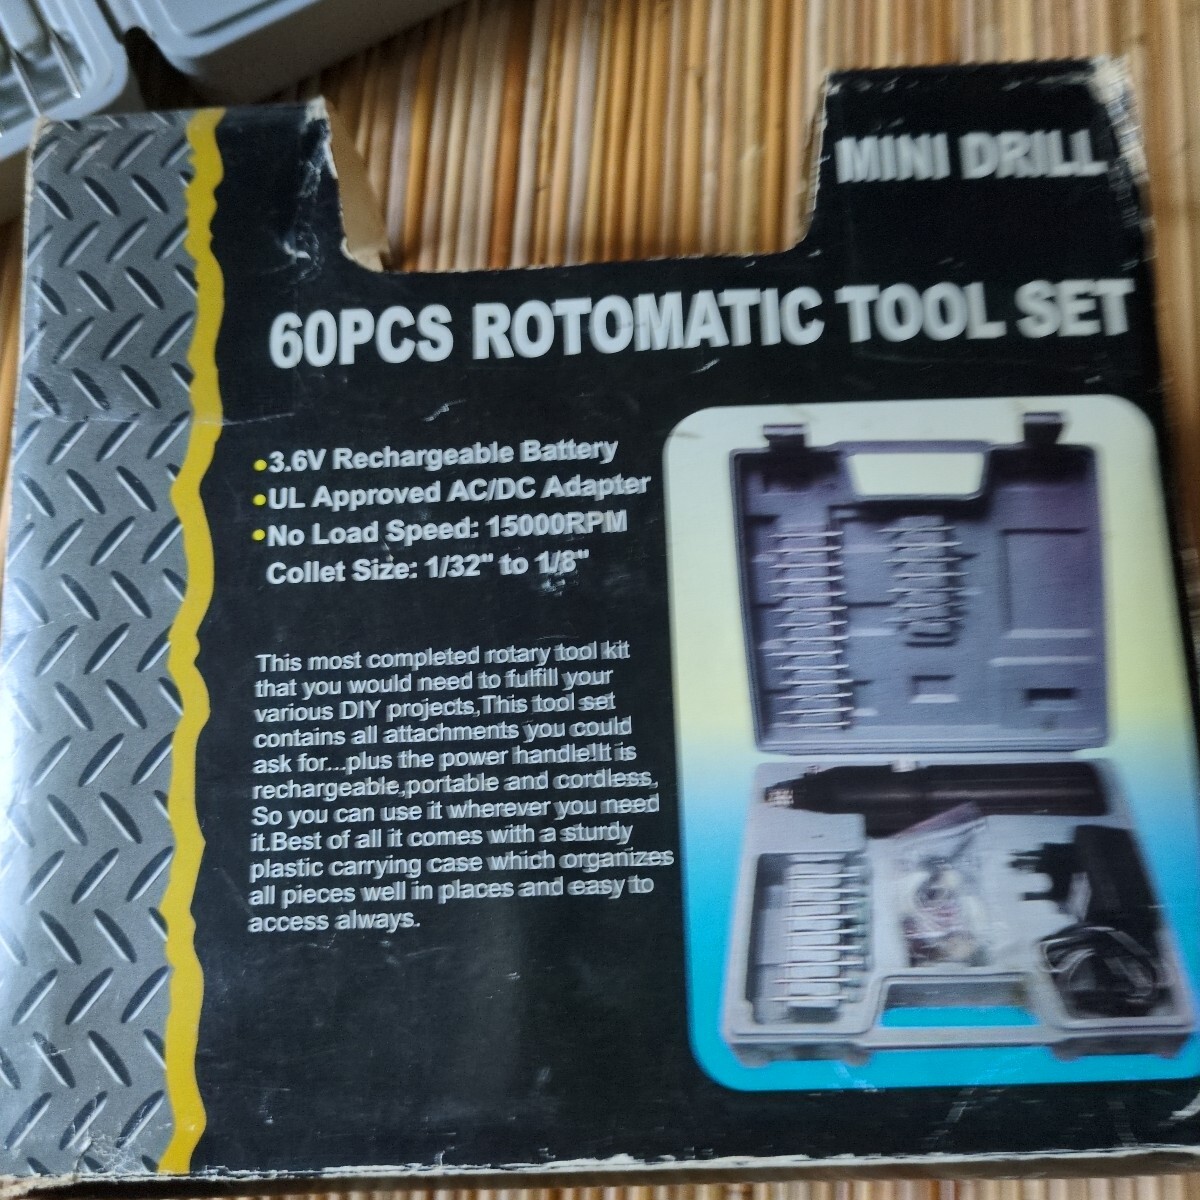 MINI DRILL
60PCS ROTOMATIC TOOL SET
•3.6V Rechargeable Battery
•UL Approved AC/DC Adapter
•No Load Speed: 15000RPM
Collet Size: 1/32" to 1/8"
This most completed rotary tool kit
that you would need to fulfill your
various DIY projects,This tool set
contains all attachments you could
ask for...plus the power handle!It is
rechargeable,portable and cordless,
So you can use it wherever you need
it.Best of all it comes with a sturdy
plastic carrying case which organizes
all pieces well in places and easy to
access always.